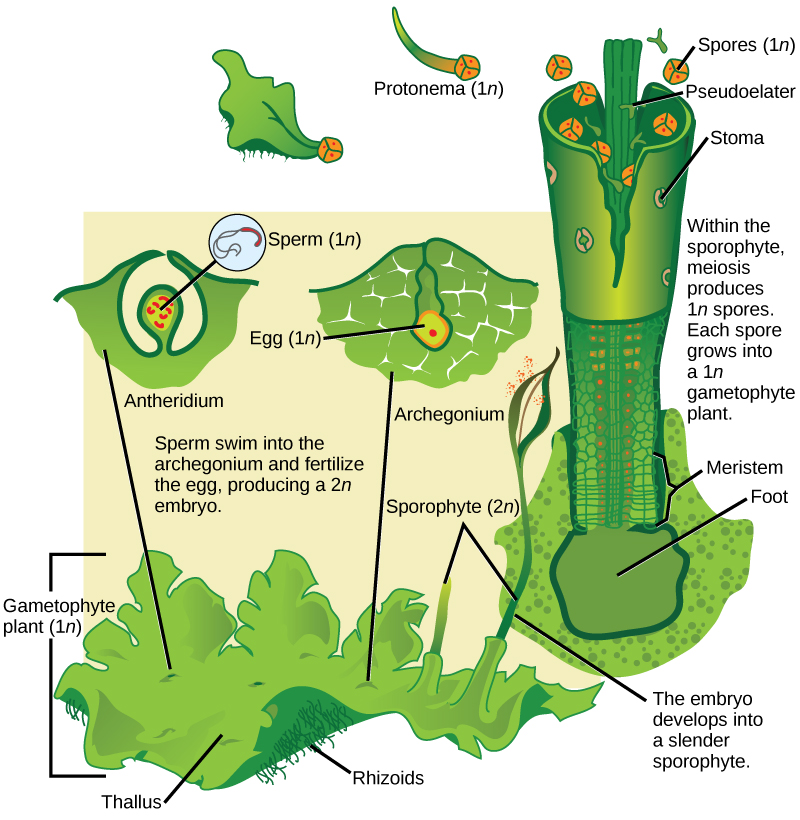 Spores (1n)
Protonema (1n)
Pseudoelater
Stoma
Sperm (1n)
Within the
sporophyte,
meiosis
produces
1n spores.
Each spore
grows into
a 1n
gametophyte
plant.
Egg (1n)
Antheridium
Archegonium
Sperm swim into the
archegonium and fertilize
the egg, producing a 2n
embryo.
Meristem
Foot
Sporophyte (2n)
Gametophyte
plant (1n)
The embryo
develops into
a slender
sporophyte.
Rhizoids
Thallus